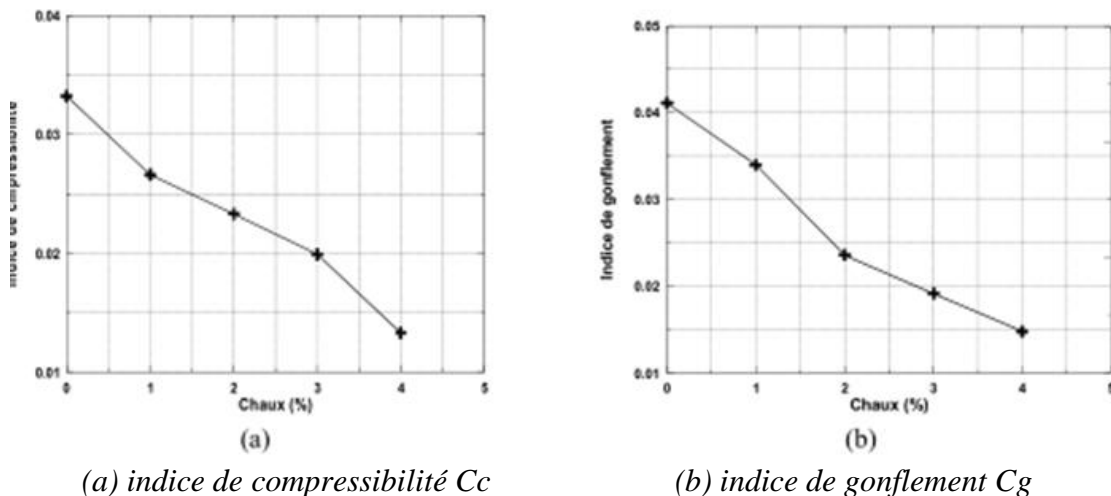 0.04
0.03
0.02
0.01
0 1 2 3 4 5
Chaux (%)
(a)
0.05
0.04
0.03
0.02
0.01
Indice de gonflement
0 1 2 3 4
Chaux (%)
(b)
(a) indice de compressibilité Cc
(b) indice de gonflement Cg